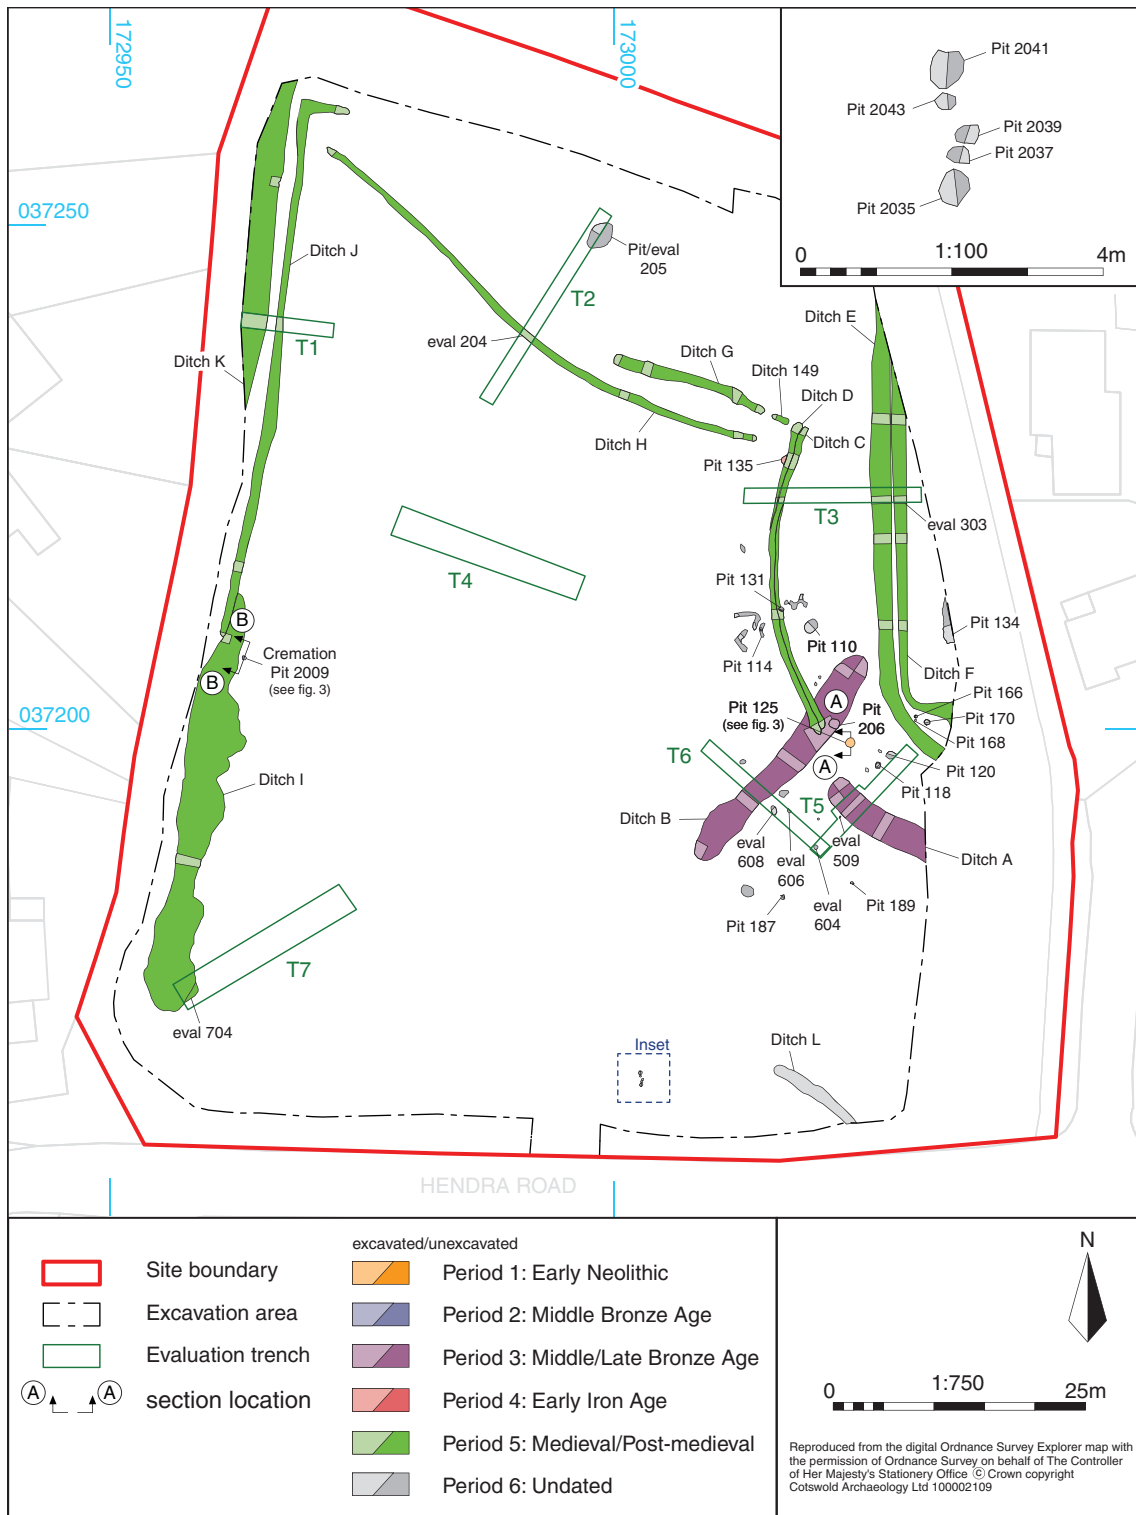 172950
173000
037250
037200
Pit 2041
Pit 2043
Pit 2039
Pit 2037
Pit 2035
0
1:100
4m
Ditch J
Pit/eval
205
T2
T1
eval 204
Ditch K
Ditch E
Ditch G
Ditch 149
Ditch D
Ditch C
Ditch H
Pit 135
T3
eval 303
T4
Pit 131
Pit 134
B
Cremation
Pit 2009
(see fig. 3)
B
Pit 114
Pit 110
Ditch F
Pit 166
A
Pit 125
(see fig. 3)
Pit
206
Pit 170
Pit 168
T6
A
Pit 120
Ditch I
Pit 118
T5
Ditch B
eval
608
eval
606
eval
509
Ditch A
eval
604
Pit 187
Pit 189
T7
eval 704
Inset
Ditch L
HENDRA ROAD
Site boundary
Excavation area
Evaluation trench
A A section location
excavated/unexcavated
Period 1: Early Neolithic
Period 2: Middle Bronze Age
Period 3: Middle/Late Bronze Age
Period 4: Early Iron Age
Period 5: Medieval/Post-medieval
Period 6: Undated
N
0
1:750
25m
Reproduced from the digital Ordnance Survey Explorer map with
the permission of Ordnance Survey on behalf of The Controller
of Her Majesty's Stationery Office © Crown copyright
Cotswold Archaeology Ltd 100002109